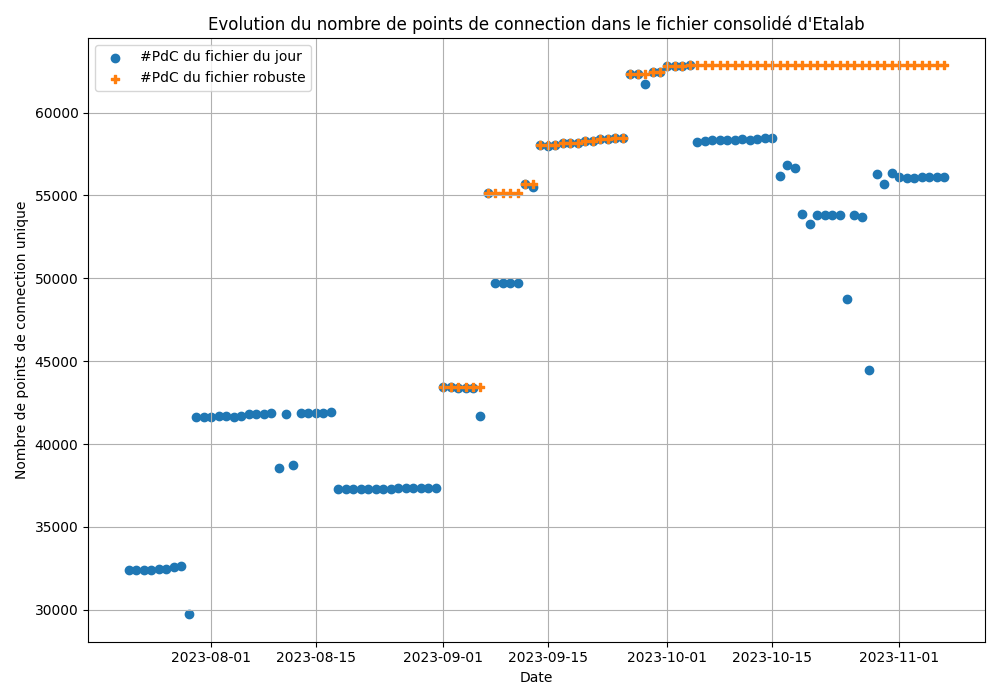 Evolution du nombre de points de connection dans le fichier consolidé d'Etalab
#PdC du fichier du jour
#PdC du fichier robuste
Nombre de points de connection unique
60000
55000
50000
45000
40000
35000
30000
2023-08-01
2023-08-15
2023-09-01
2023-09-15
2023-10-01
2023-10-15
2023-11-01
Date